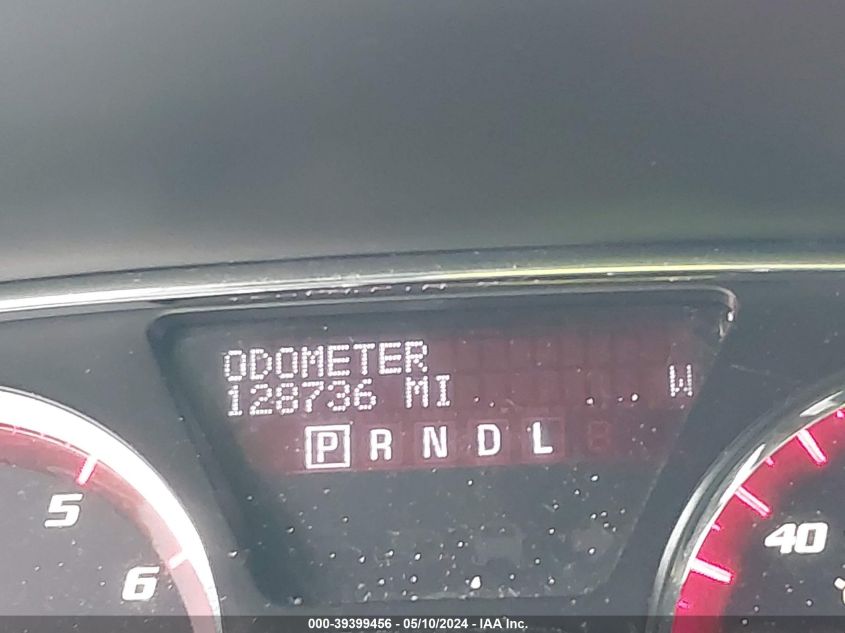 ODOMETER
128736 MI W
P R N D L
5
6
40
000-39399456 - 05/10/2024 - IAA Inc.